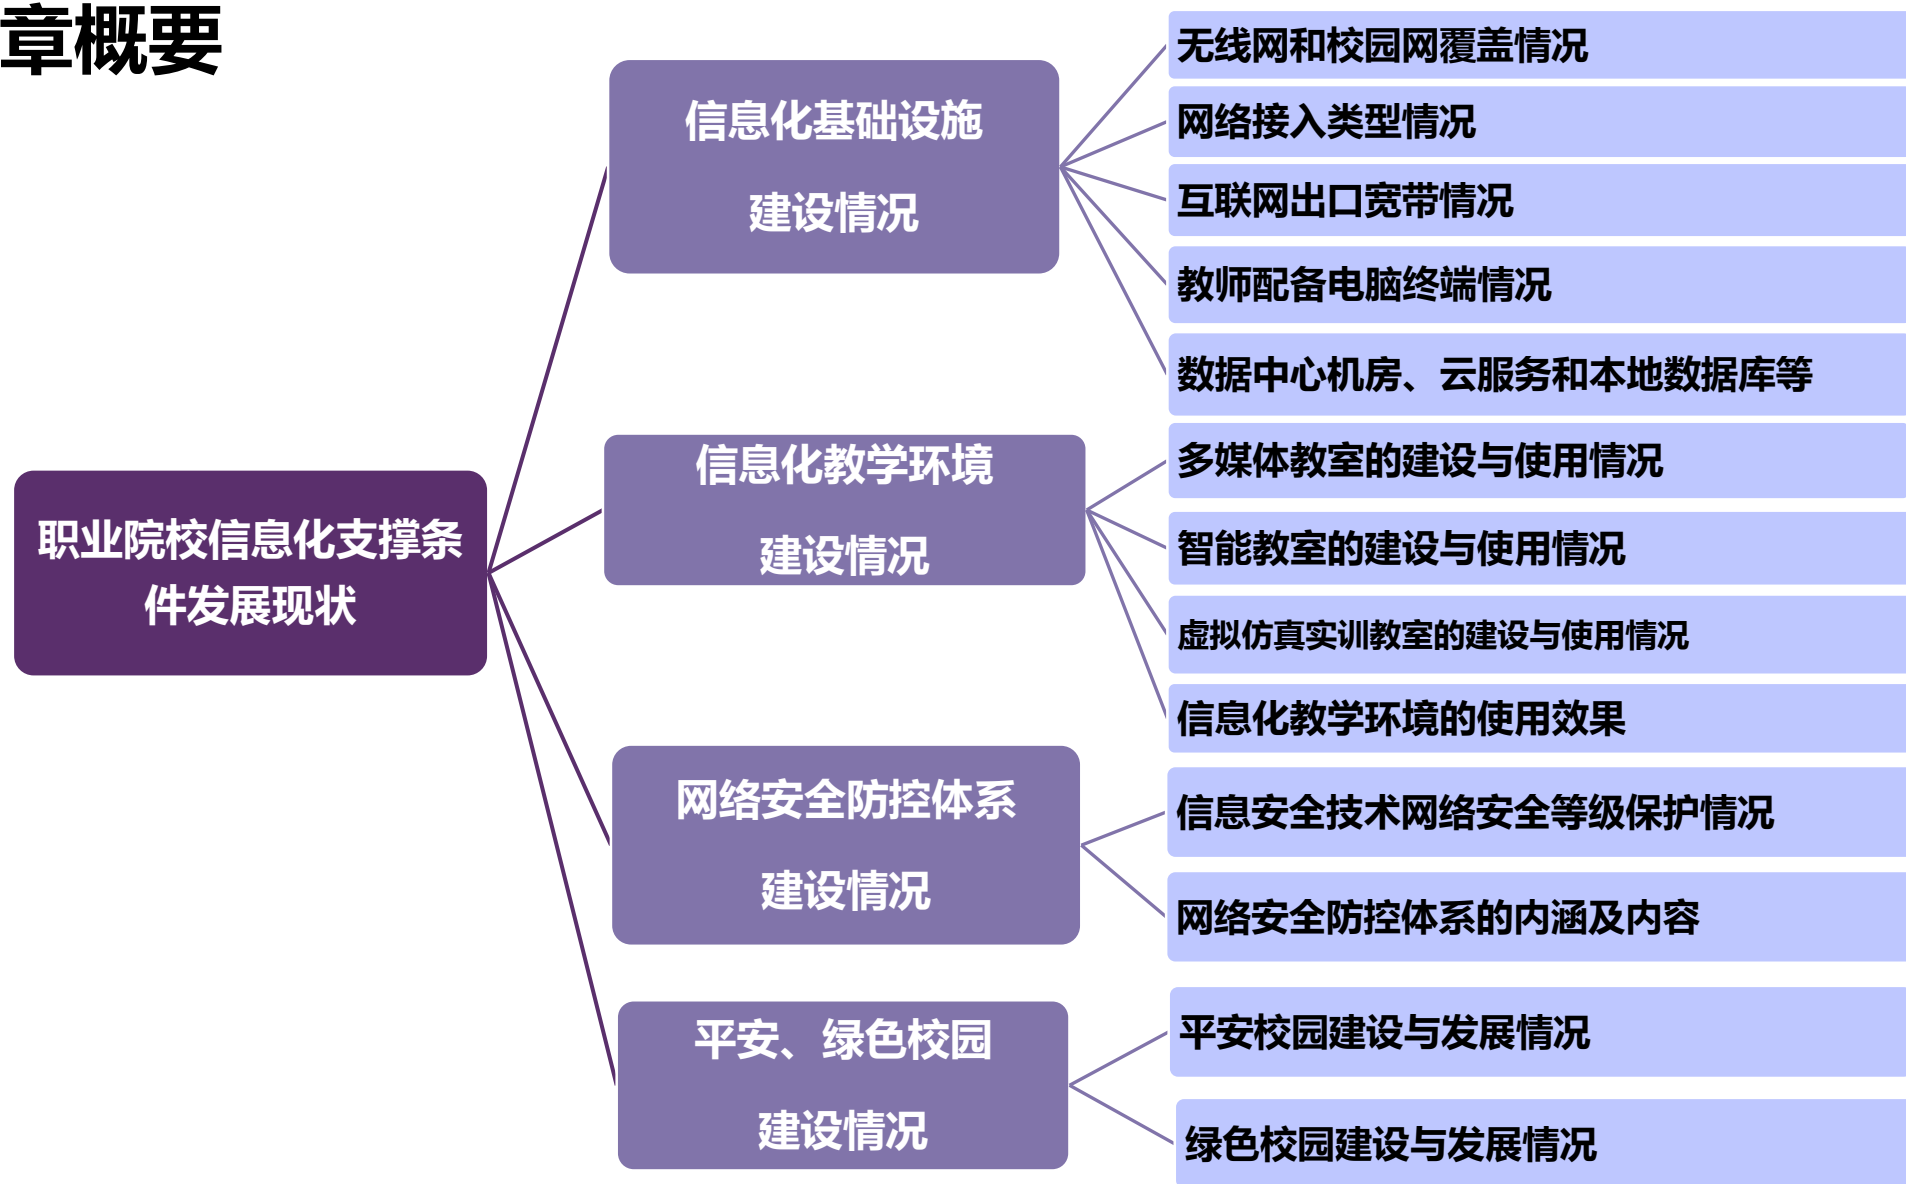 章概要
职业院校信息化支撑条
件发展现状
信息化基础设施
建设情况
无线网和校园网覆盖情况
网络接入类型情况
互联网出口宽带情况
教师配备电脑终端情况
数据中心机房、云服务和本地数据库等
信息化教学环境
建设情况
多媒体教室的建设与使用情况
智能教室的建设与使用情况
虚拟仿真实训教室的建设与使用情况
信息化教学环境的使用效果
网络安全防控体系
建设情况
信息安全技术网络安全等级保护情况
网络安全防控体系的内涵及内容
平安、绿色校园
建设情况
平安校园建设与发展情况
绿色校园建设与发展情况